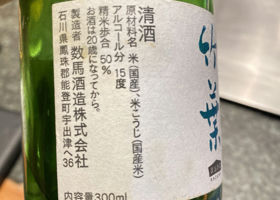 清酒
原材料名 米(国産)、米こうじ(国産米)
アルコール分 15度
精米歩合 50%
お酒は20歳になってから。
製造者 数馬酒造株式会社
石川県鳳珠郡能登町宇出津ヘ36
内容量300ml
竹葉